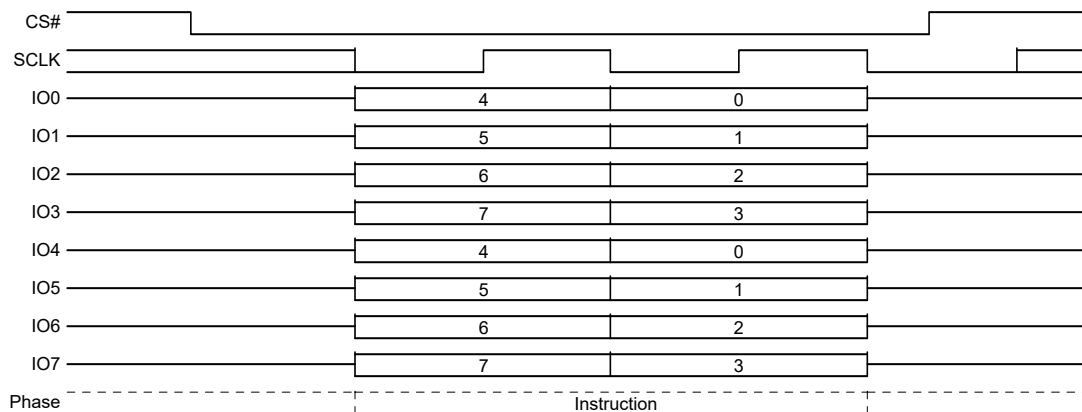 CS#
SCLK
IO0 4 0
IO1 5 1
IO2 6 2
IO3 7 3
IO4 4 0
IO5 5 1
IO6 6 2
IO7 7 3
Phase Instruction